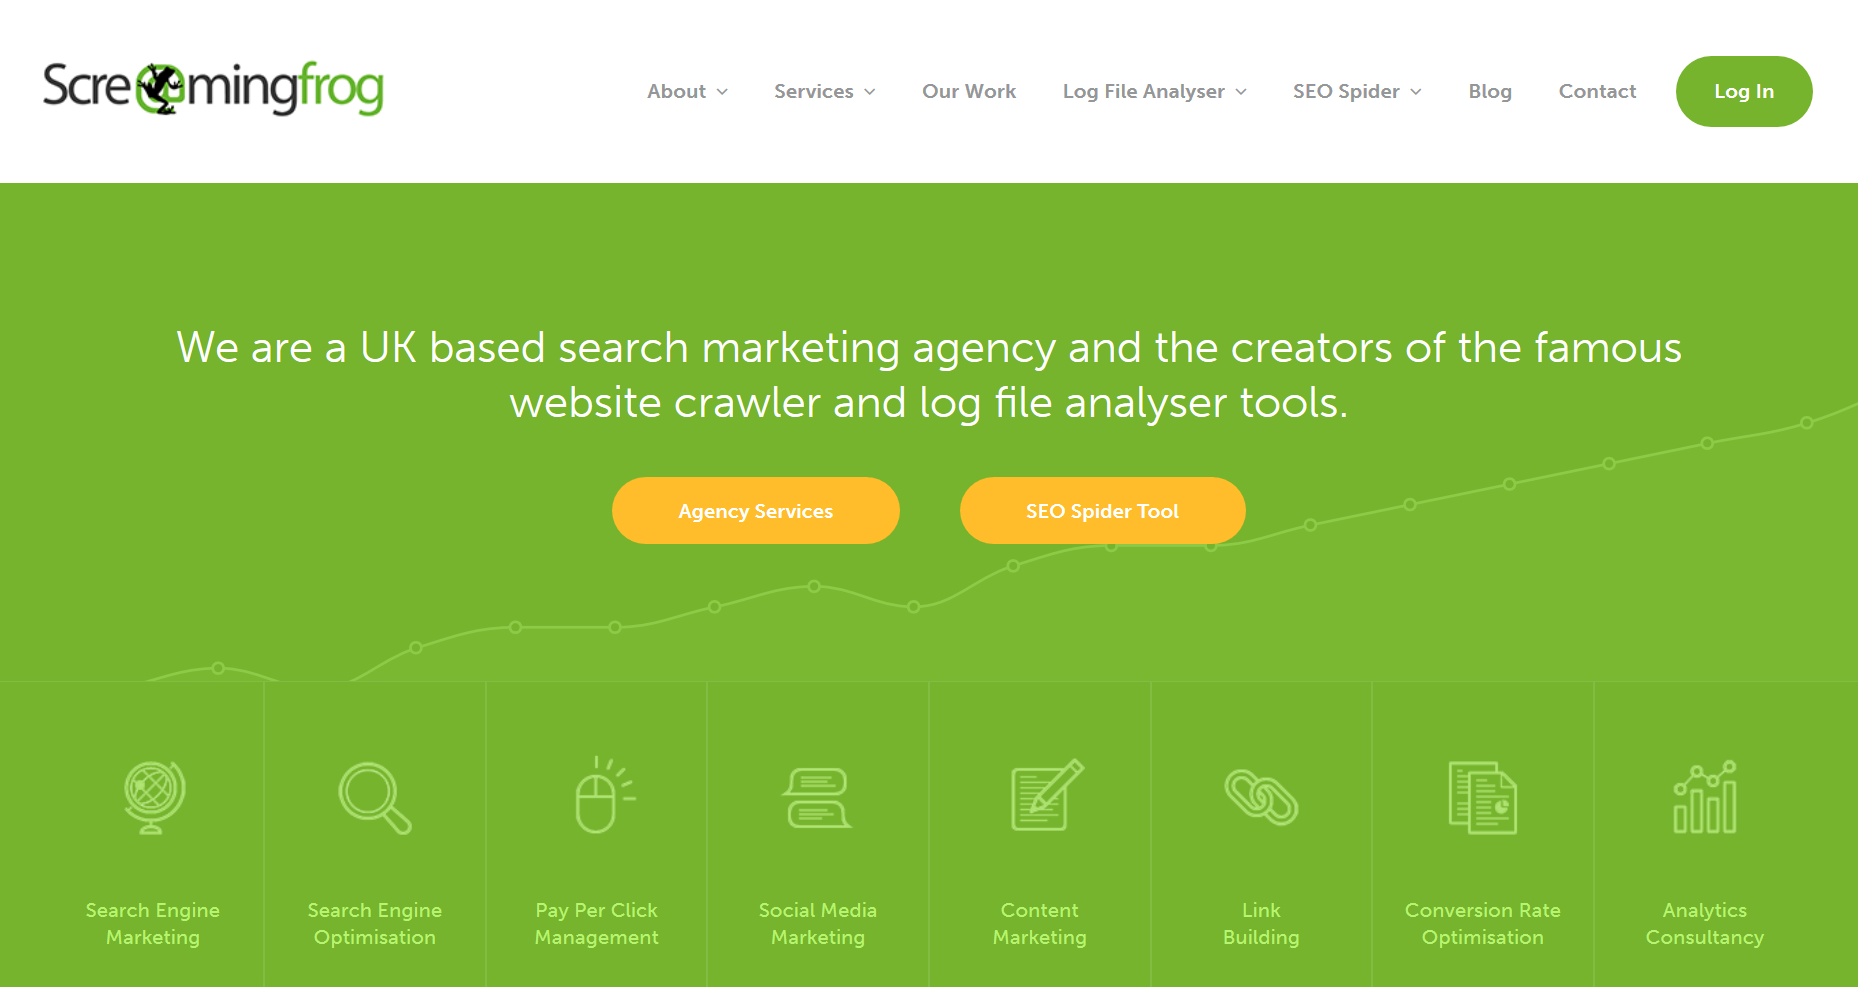 Screamingfrog
About
Services
Our Work
Log File Analyser
SEO Spider
Blog
Contact
Log In
We are a UK based search marketing agency and the creators of the famous
website crawler and log file analyser tools.
Agency Services
SEO Spider Tool
Search Engine
Marketing
Search Engine
Optimisation
Pay Per Click
Management
Social Media
Marketing
Content
Marketing
Link
Building
Conversion Rate
Optimisation
Analytics
Consultancy